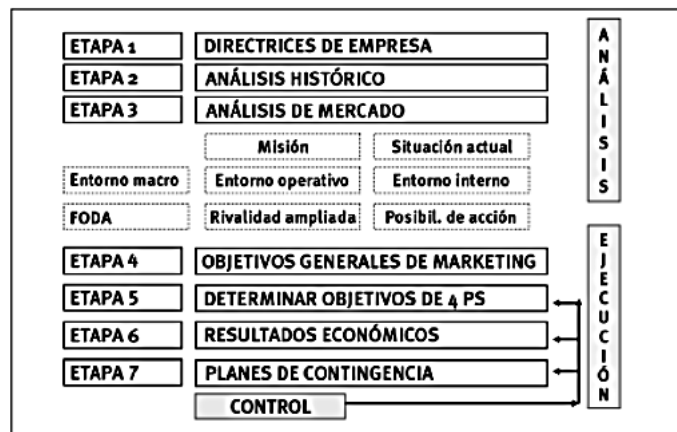 ETAPA 1 DIRECTRICES DE EMPRESA
ETAPA 2 ANÁLISIS HISTÓRICO
ETAPA 3 ANÁLISIS DE MERCADO
Misión Situación actual
Entorno macro Entorno operativo Entorno interno
FODA Rivalidad ampliada Posibil. de acción
ANÁLISIS
ETAPA 4 OBJETIVOS GENERALES DE MARKETING
ETAPA 5 DETERMINAR OBJETIVOS DE 4 PS
ETAPA 6 RESULTADOS ECONÓMICOS
ETAPA 7 PLANES DE CONTINGENCIA
CONTROL
EJECUCIÓN